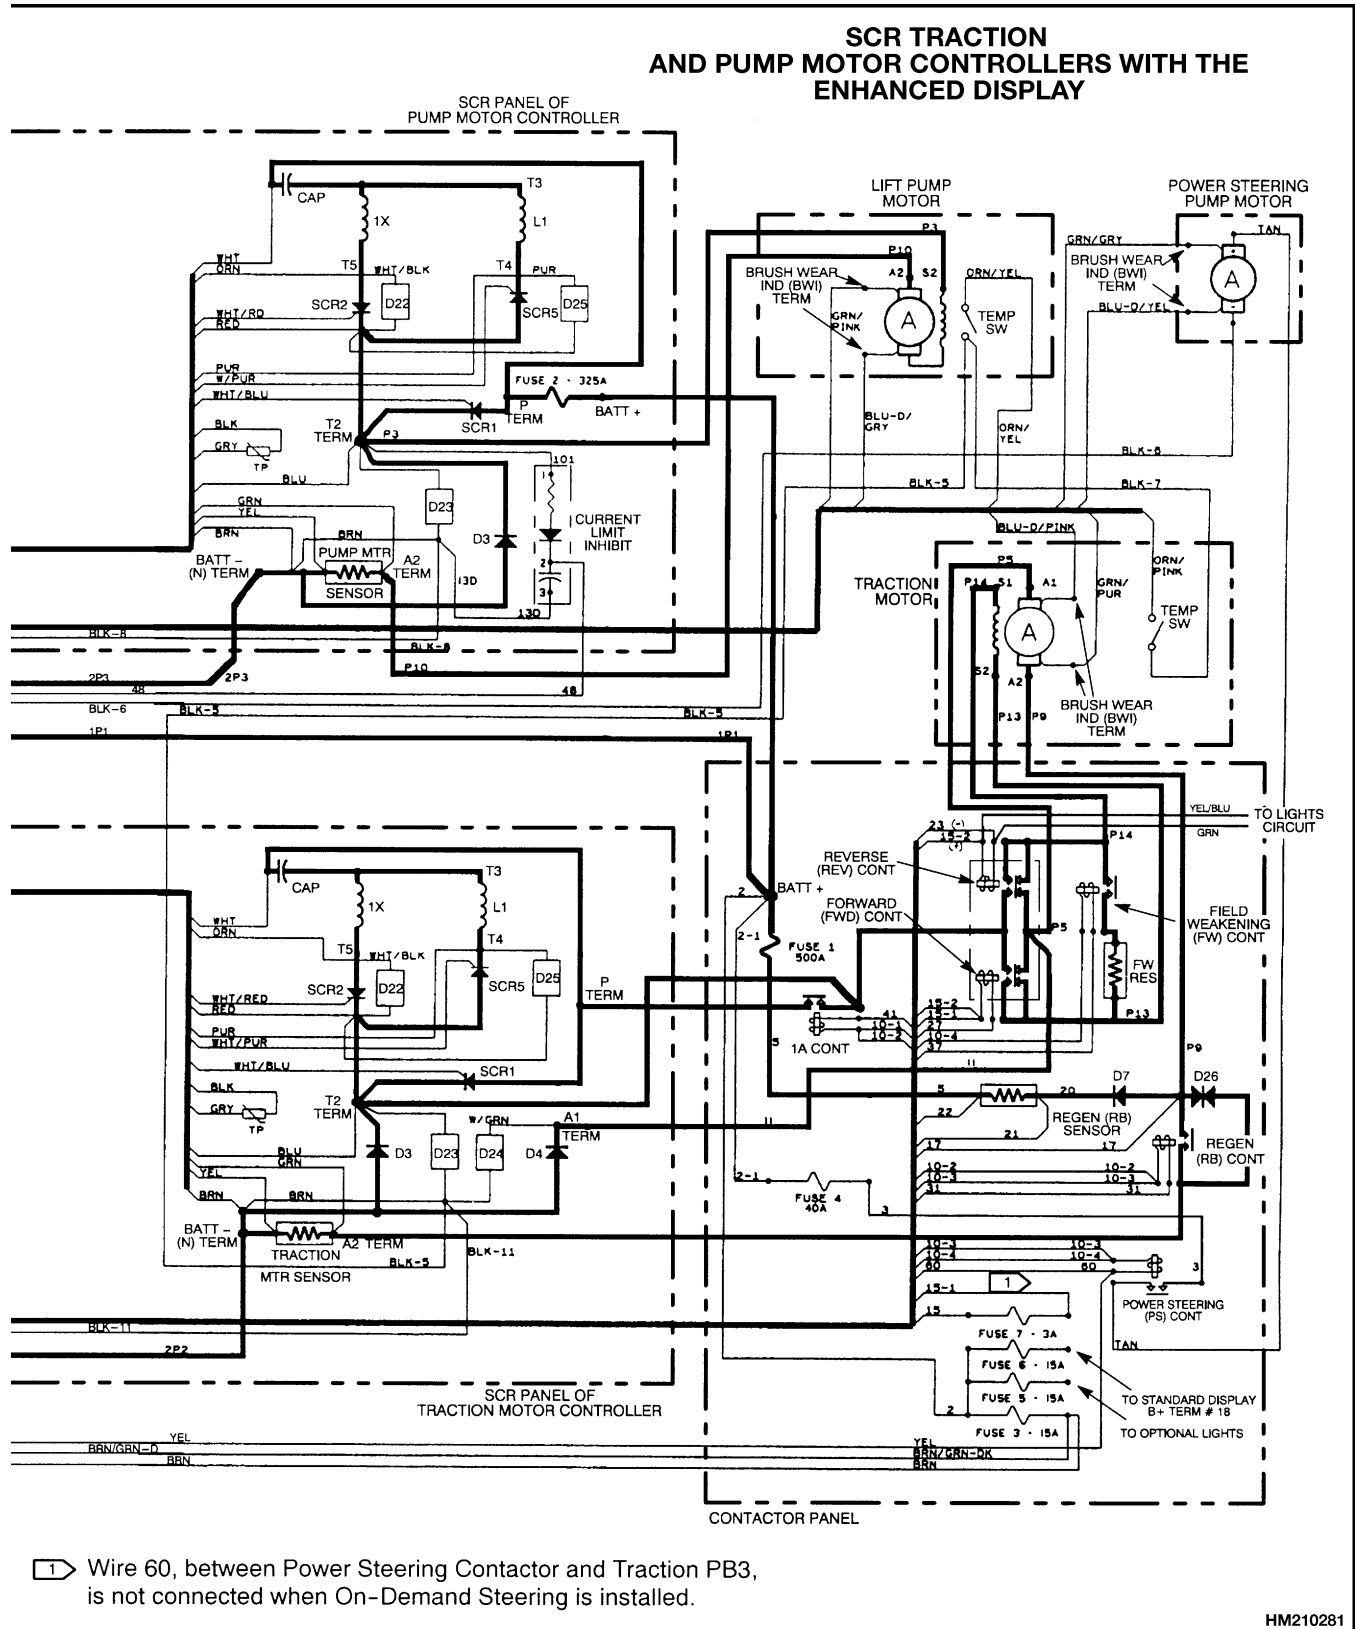 SCR TRACTION
AND PUMP MOTOR CONTROLLERS WITH THE
ENHANCED DISPLAY
SCR PANEL OF
PUMP MOTOR CONTROLLER
CAP
T3
1X
L1
WHT
ORN
T5
WHT/BLK
T4
PUR
SCR2
D22
SCR5
D25
WHT/RD
RED
PUR
W/PUR
WHT/BLU
FUSE 2 - 325A
P
TERM
BATT +
SCR1
BLK
T2
TERM
P3
GRY
TP
BLU
101
1
GRN
YEL
D23
BRN
BRN
D3
CURRENT
LIMIT
INHIBIT
BATT –
(N) TERM
PUMP MTR
SENSOR
A2
TERM
2
13D
3
13D
BLK-8
BLK-8
P10
2P3
2P3
48
48
BLK-6
BLK-5
BLK-5
1P1
1P1
LIFT PUMP
MOTOR
P3
P10
BRUSH WEAR
IND (BWI)
TERM
A2
S2
ORN/YEL
GRN/
PINK
A
TEMP
SW
BLU-D/
GRY
ORN/
YEL
POWER STEERING
PUMP MOTOR
TAN
GRN/GRY
BRUSH WEAR
IND (BWI)
TERM
A
BLU-D/YEL
BLK-6
BLK-5
BLK-7
BLU-D/PINK
TRACTION
MOTOR
P5
P14
S1
A1
GRN/
PUR
ORN/
PINK
A
TEMP
SW
S2
A2
P13
P9
BRUSH WEAR
IND (BWI)
TERM
YEL/BLU
TO LIGHTS
CIRCUIT
GRN
23 (-)
15-2
(+)
P14
REVERSE
(REV) CONT
BATT +
2
FORWARD
(FWD) CONT
FIELD
WEAKENING
(FW) CONT
2-1
FUSE 1
500A
P5
FW
RES
15-2
15-1
41
27
10-1
10-4
10-2
37
P13
1A CONT
5
11
P9
5
20
D7
D26
22
REGEN (RB)
SENSOR
21
17
17
REGEN
(RB) CONT
11
10-2
10-2
10-3
10-3
31
31
2-1
FUSE 4
40A
3
10-3
10-3
10-4
10-4
60
60
3
1
15-1
POWER STEERING
(PS) CONT
15
FUSE 7 - 3A
TAN
FUSE 6 - 15A
FUSE 5 - 15A
TO STANDARD DISPLAY
B+ TERM # 18
2
FUSE 3 - 15A
TO OPTIONAL LIGHTS
YEL
BRN/GRN-DK
BRN
CONTACTOR PANEL
CAP
T3
1X
L1
WHT
ORN
T5
WHT/BLK
T4
SCR2
D22
SCR5
D25
P
TERM
WHT/RED
RED
PUR
WHT/PUR
WHT/BLU
SCR1
BLK
GRY
TP
T2
TERM
W/GRN
A1
TERM
BLU
GRN
D3
D23
D24
D4
YEL
BRN
BRN
BATT –
(N) TERM
TRACTION
MTR SENSOR
A2 TERM
BLK-5
BLK-11
BLK-11
2P2
SCR PANEL OF
TRACTION MOTOR CONTROLLER
YEL
BRN/GRN-D
BRN
1 Wire 60, between Power Steering Contactor and Traction PB3,
is not connected when On-Demand Steering is installed.
HM210281